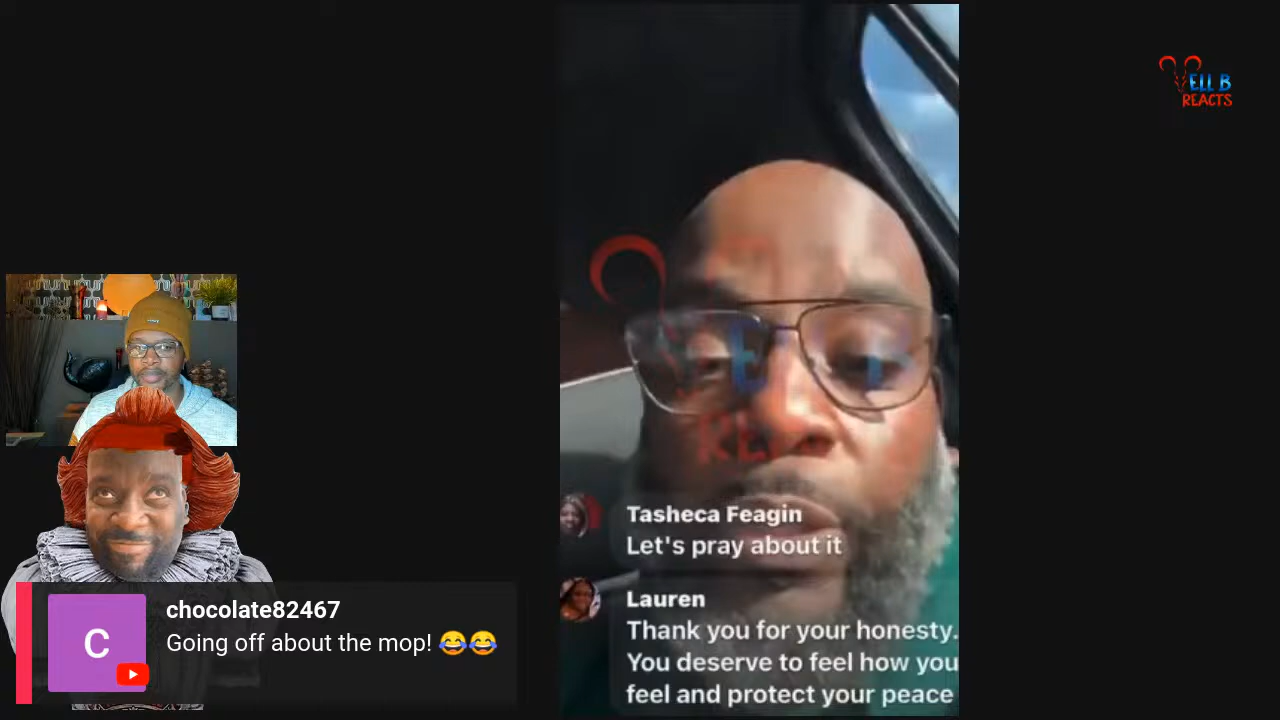 ELL B
REACTS
Tasheca Feagin
Let's pray about it
Lauren
Thank you for your honesty.
You deserve to feel how you
feel and protect your peace
chocolate82467
Going off about the mop! 😂😂
C